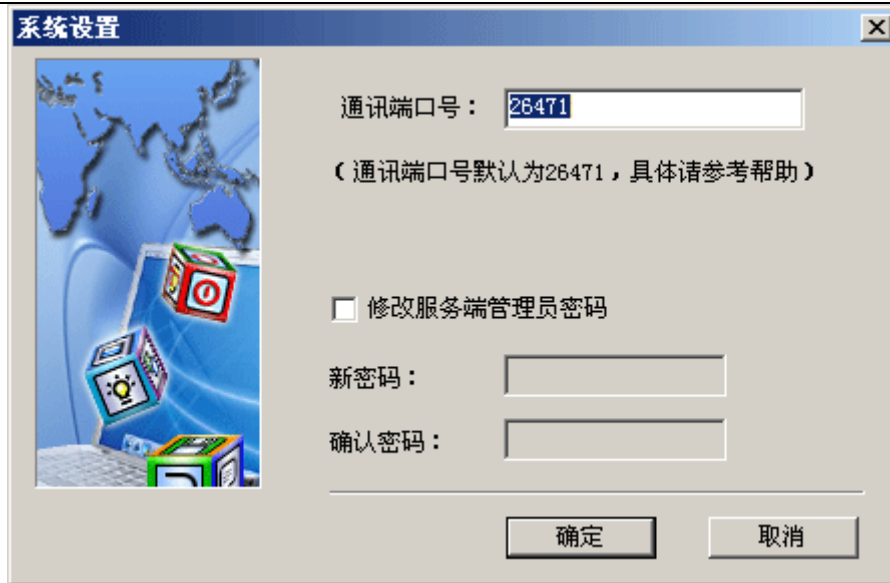 系统设置
通讯端口号：
26471
（通讯端口号默认为26471，具体请参考帮助）
修改服务端管理员密码
新密码：
确认密码：
确定
取消